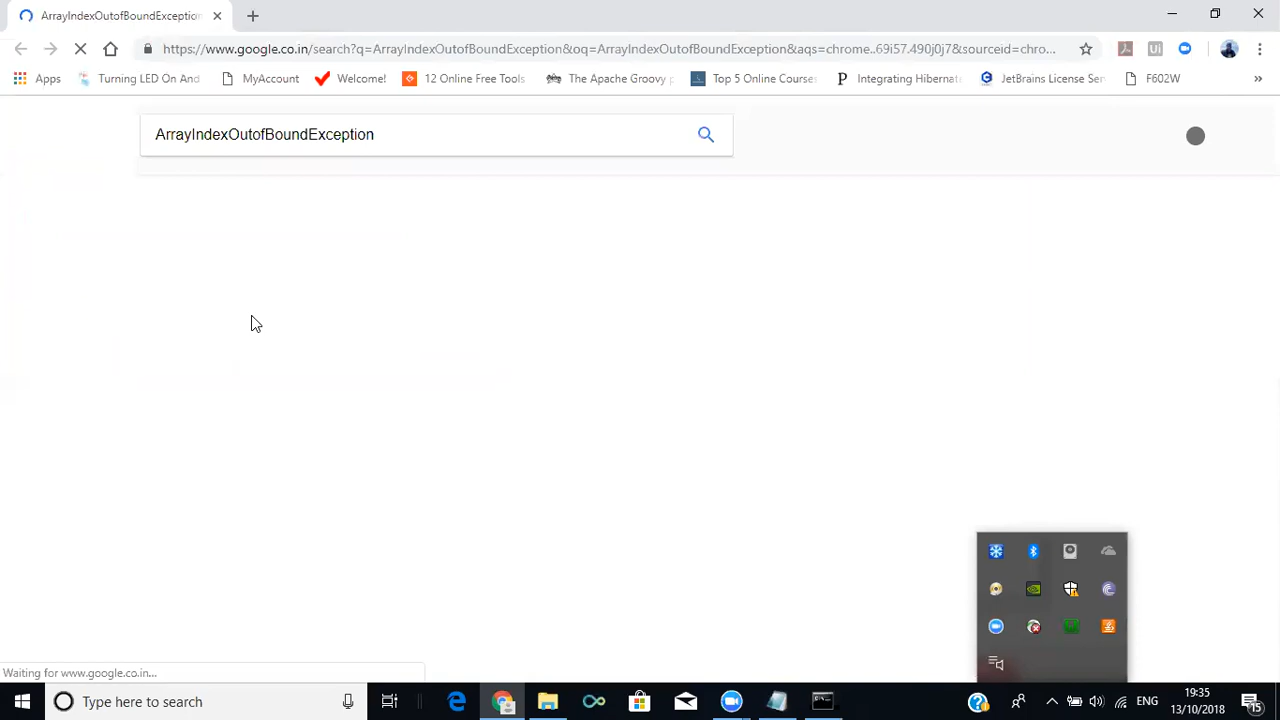 ArrayIndexOutofBoundException
https://www.google.co.in/search?q=ArrayIndexOutofBoundException&oq=ArrayIndexOutofBoundException&aqs=chrome..69i57.490j0j7&sourceid=chro...
Apps Turning LED On And MyAccount Welcome! 12 Online Free Tools The Apache Groovy p Top 5 Online Courses Integrating Hibernat JetBrains License Ser F602W »
ArrayIndexOutofBoundException
Waiting for www.google.co.in...
Type here to search
ENG
19:35
13/10/2018
15